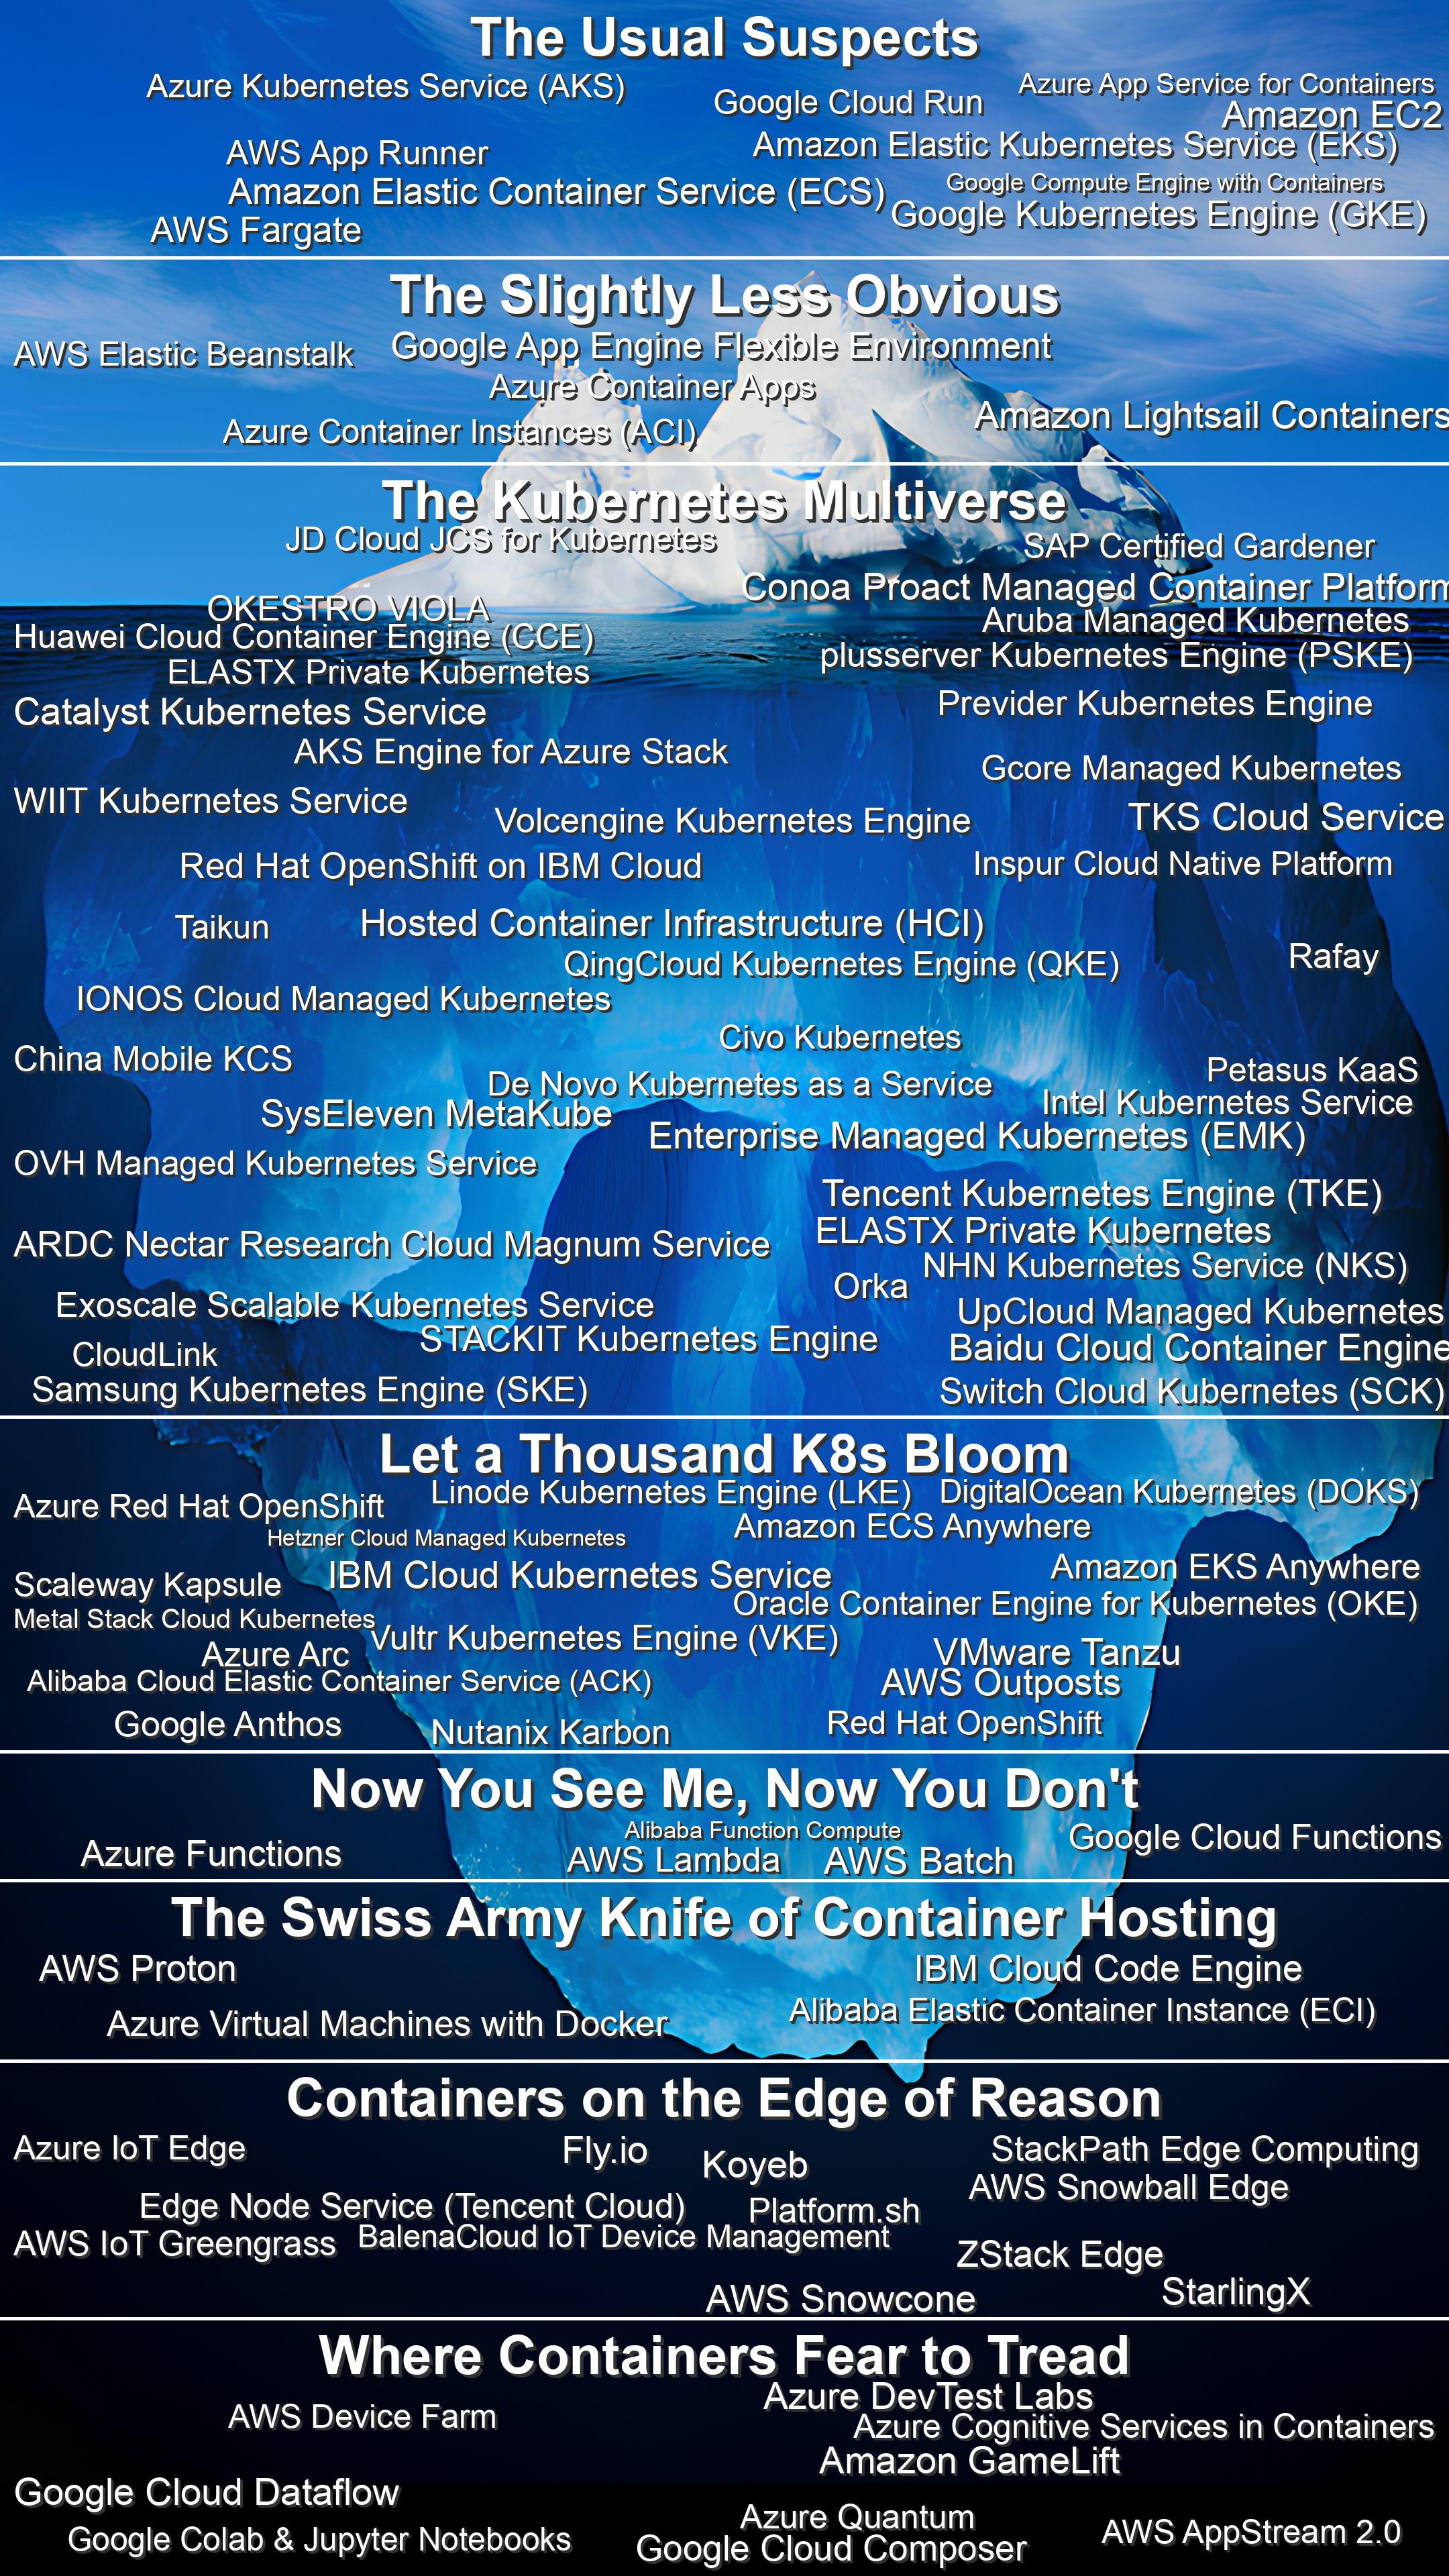 The Usual Suspects
Azure Kubernetes Service (AKS)
Google Cloud Run
Azure App Service for Containers
Amazon EC2
AWS App Runner
Amazon Elastic Kubernetes Service (EKS)
Amazon Elastic Container Service (ECS)
Google Compute Engine with Containers
Google Kubernetes Engine (GKE)
AWS Fargate
The Slightly Less Obvious
AWS Elastic Beanstalk
Google App Engine Flexible Environment
Azure Container Apps
Amazon Lightsail Containers
Azure Container Instances (ACI)
The Kubernetes Multiverse
JD Cloud JCS for Kubernetes
SAP Certified Gardener
Conoa Proact Managed Container Platform
OKESTRO VIOLA
Aruba Managed Kubernetes
Huawei Cloud Container Engine (CCE)
plusserver Kubernetes Engine (PSKE)
ELASTX Private Kubernetes
Previder Kubernetes Engine
Catalyst Kubernetes Service
AKS Engine for Azure Stack
Gcore Managed Kubernetes
WIIT Kubernetes Service
Volcengine Kubernetes Engine
TKS Cloud Service
Red Hat OpenShift on IBM Cloud
Inspur Cloud Native Platform
Taikun
Hosted Container Infrastructure (HCI)
QingCloud Kubernetes Engine (QKE)
Rafay
IONOS Cloud Managed Kubernetes
Civo Kubernetes
China Mobile KCS
Petasus KaaS
De Novo Kubernetes as a Service
Intel Kubernetes Service
SysEleven MetaKube
Enterprise Managed Kubernetes (EMK)
OVH Managed Kubernetes Service
Tencent Kubernetes Engine (TKE)
ELASTX Private Kubernetes
ARDC Nectar Research Cloud Magnum Service
NHN Kubernetes Service (NKS)
Orka
Exoscale Scalable Kubernetes Service
UpCloud Managed Kubernetes
STACKIT Kubernetes Engine
Baidu Cloud Container Engine
CloudLink
Samsung Kubernetes Engine (SKE)
Switch Cloud Kubernetes (SCK)
Let a Thousand K8s Bloom
Linode Kubernetes Engine (LKE)
DigitalOcean Kubernetes (DOKS)
Azure Red Hat OpenShift
Amazon ECS Anywhere
Hetzner Cloud Managed Kubernetes
Amazon EKS Anywhere
IBM Cloud Kubernetes Service
Scaleway Kapsule
Oracle Container Engine for Kubernetes (OKE)
Metal Stack Cloud Kubernetes
Vultr Kubernetes Engine (VKE)
Azure Arc
VMware Tanzu
Alibaba Cloud Elastic Container Service (ACK)
AWS Outposts
Google Anthos
Nutanix Karbon
Red Hat OpenShift
Now You See Me, Now You Don't
Alibaba Function Compute
Google Cloud Functions
Azure Functions
AWS Lambda
AWS Batch
The Swiss Army Knife of Container Hosting
AWS Proton
IBM Cloud Code Engine
Azure Virtual Machines with Docker
Alibaba Elastic Container Instance (ECI)
Containers on the Edge of Reason
Azure IoT Edge
Fly.io
Koyeb
StackPath Edge Computing
AWS Snowball Edge
Edge Node Service (Tencent Cloud)
Platform.sh
AWS IoT Greengrass
BalenaCloud IoT Device Management
ZStack Edge
AWS Snowcone
StarlingX
Where Containers Fear to Tread
Azure DevTest Labs
AWS Device Farm
Azure Cognitive Services in Containers
Amazon GameLift
Google Cloud Dataflow
Azure Quantum
AWS AppStream 2.0
Google Colab & Jupyter Notebooks
Google Cloud Composer